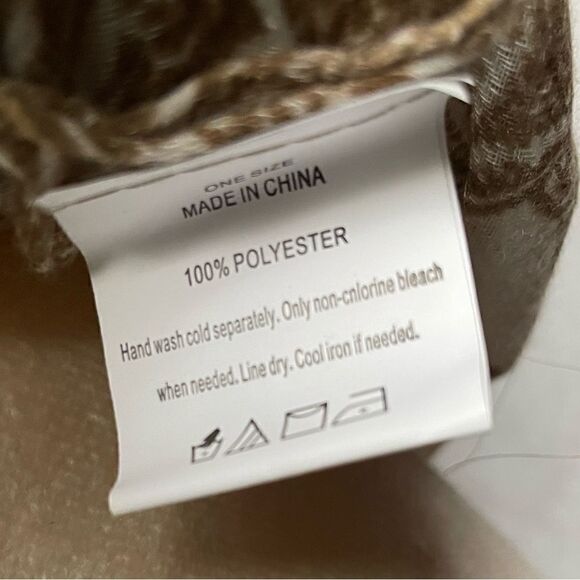 ONE SIZE
MADE IN CHINA
100% POLYESTER
Hand wash cold separately. Only non-cnlorine bleach
when needed. Line dry. Cool iron if needed.